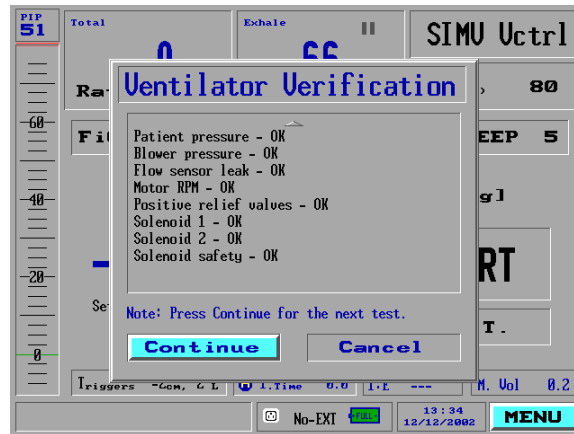 PIP
51
Total
Exhale
SIMV Vctrl
Ventilator Verification
80
60
Patient pressure - OK
Blower pressure - OK
EEP 5
Flow sensor leak - OK
Motor RPM - OK
40
Positive relief values - OK
g]
Solenoid 1 - OK
Solenoid 2 - OK
Solenoid safety - OK
RT
20
Note: Press Continue for the next test.
T.
Continue
Cancel
0
Triggers
I.Time 0.0
I:E ---
M. Vol 0.2
No-EXT
FULL
13:34
12/12/2002
MENU